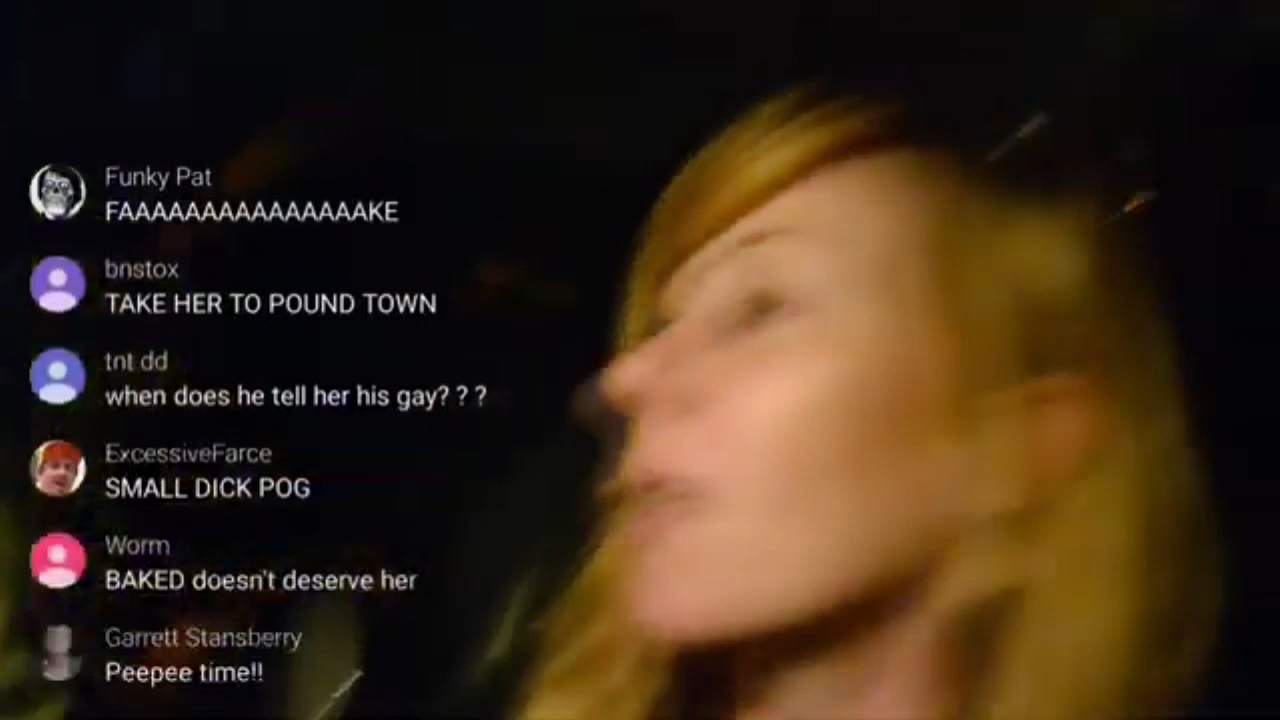 Funky Pat
FAAAAAAAAAAAAAAAKE
bnstox
TAKE HER TO POUND TOWN
tnt dd
when does he tell her his gay? ? ?
ExcessiveFarce
SMALL DICK POG
Worm
BAKED doesn't deserve her
Garrett Stansberry
Peepee time!!